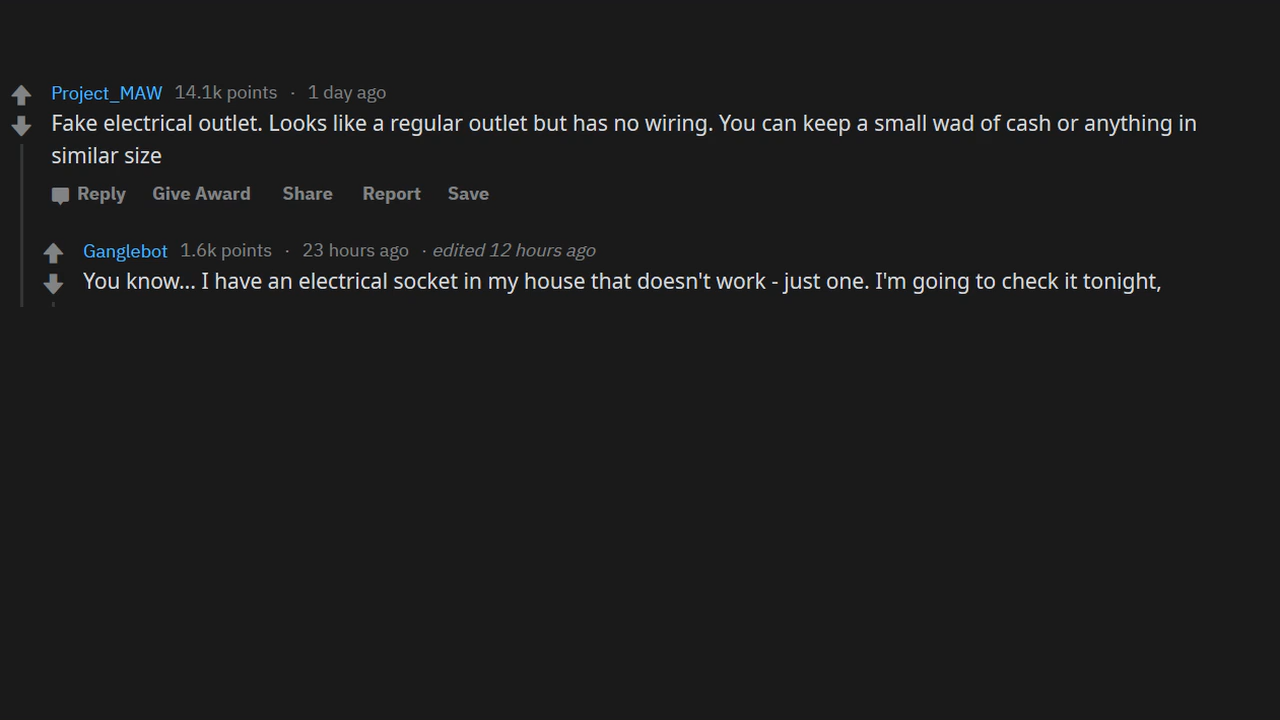 Project_MAW 14.1k points · 1 day ago
Fake electrical outlet. Looks like a regular outlet but has no wiring. You can keep a small wad of cash or anything in
similar size
Reply Give Award Share Report Save
Ganglebot 1.6k points · 23 hours ago · edited 12 hours ago
You know... I have an electrical socket in my house that doesn't work - just one. I'm going to check it tonight,